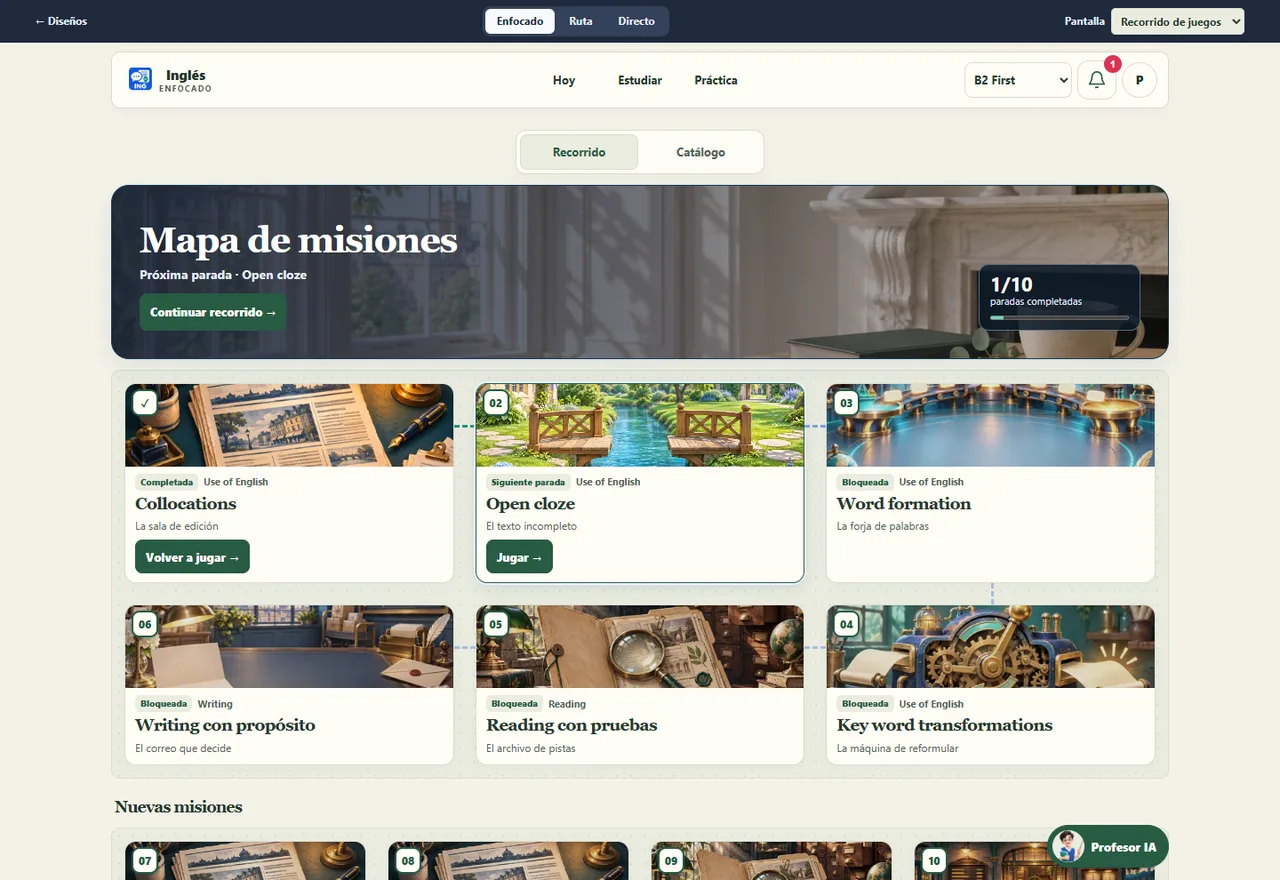 ← Diseños
Enfocado
Ruta
Directo
Pantalla
Recorrido de juegos
ING
Inglés
ENFOCADO
Hoy
Estudiar
Práctica
B2 First
1
P
Recorrido
Catálogo
Mapa de misiones
Próxima parada · Open cloze
Continuar recorrido →
1/10
paradas completadas
✓
Completada Use of English
Collocations
La sala de edición
Volver a jugar →
02
Siguiente parada Use of English
Open cloze
El texto incompleto
Jugar →
03
Bloqueada Use of English
Word formation
La forja de palabras
06
Bloqueada Writing
Writing con propósito
El correo que decide
05
Bloqueada Reading
Reading con pruebas
El archivo de pistas
04
Bloqueada Use of English
Key word transformations
La máquina de reformular
Nuevas misiones
07
08
09
10
Profesor IA